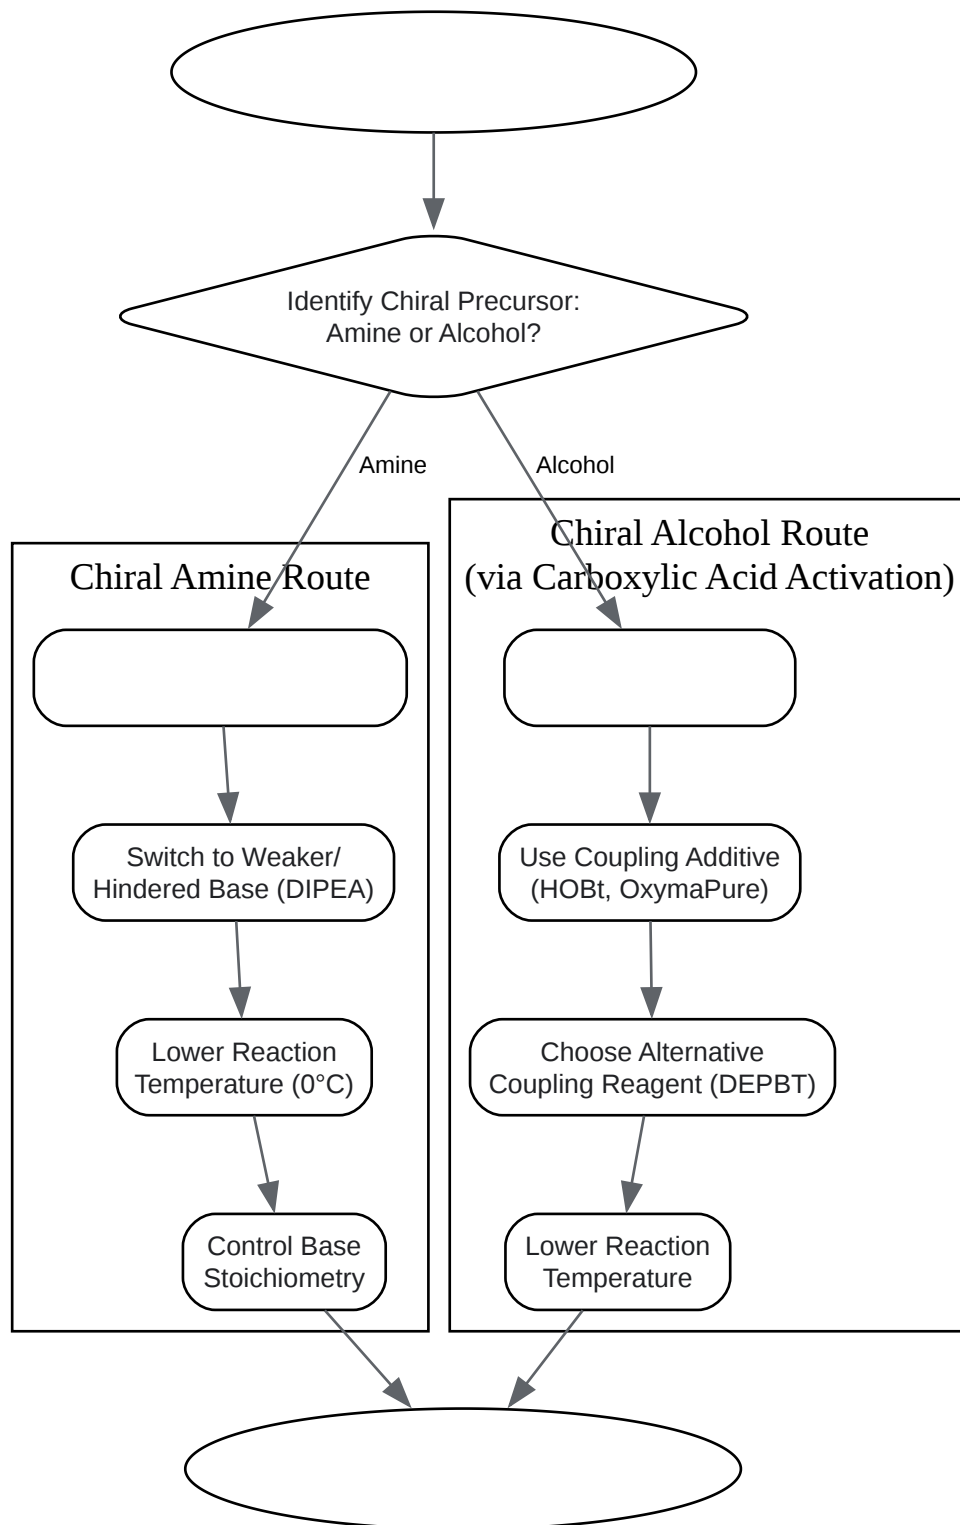 Identify Chiral Precursor:
Amine or Alcohol?
Amine
Alcohol
Chiral Amine Route
Switch to Weaker/
Hindered Base (DIPEA)
Lower Reaction
Temperature (0°C)
Control Base
Stoichiometry
Chiral Alcohol Route
(via Carboxylic Acid Activation)
Use Coupling Additive
(HOBt, OxymaPure)
Choose Alternative
Coupling Reagent (DEPBT)
Lower Reaction
Temperature